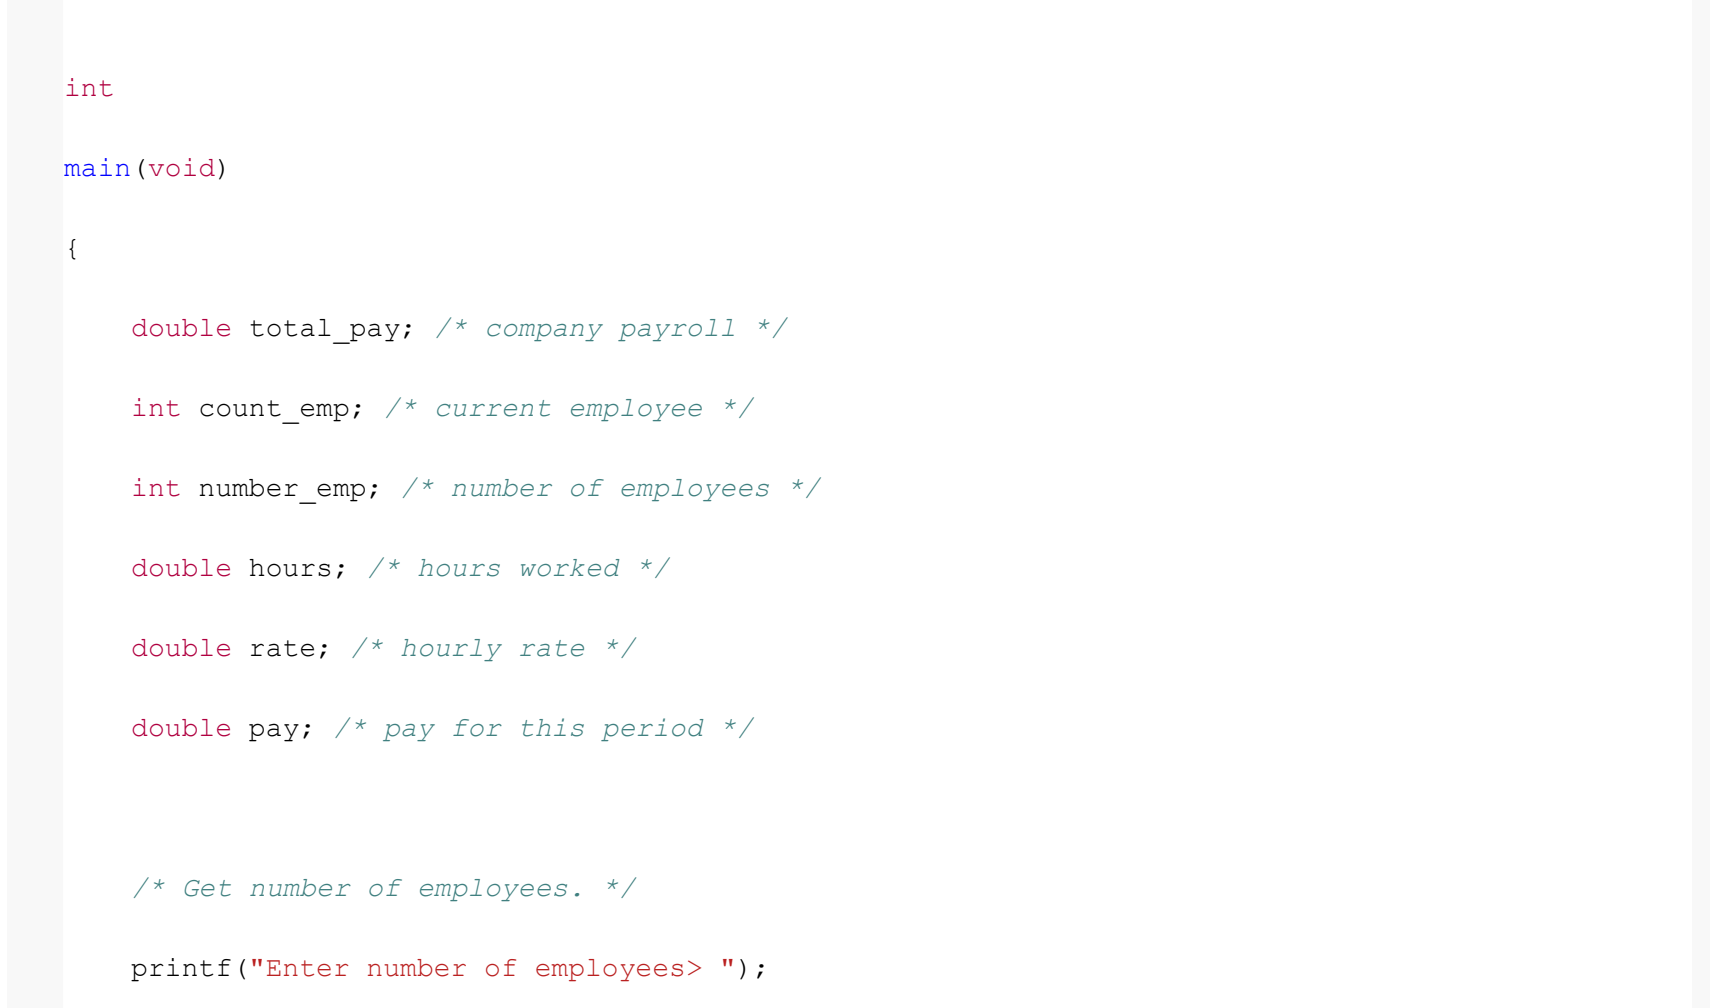 int
main(void)
{
double total_pay; /* company payroll */
int count_emp; /* current employee */
int number_emp; /* number of employees */
double hours; /* hours worked */
double rate; /* hourly rate */
double pay; /* pay for this period */
/* Get number of employees. */
printf("Enter number of employees> ");